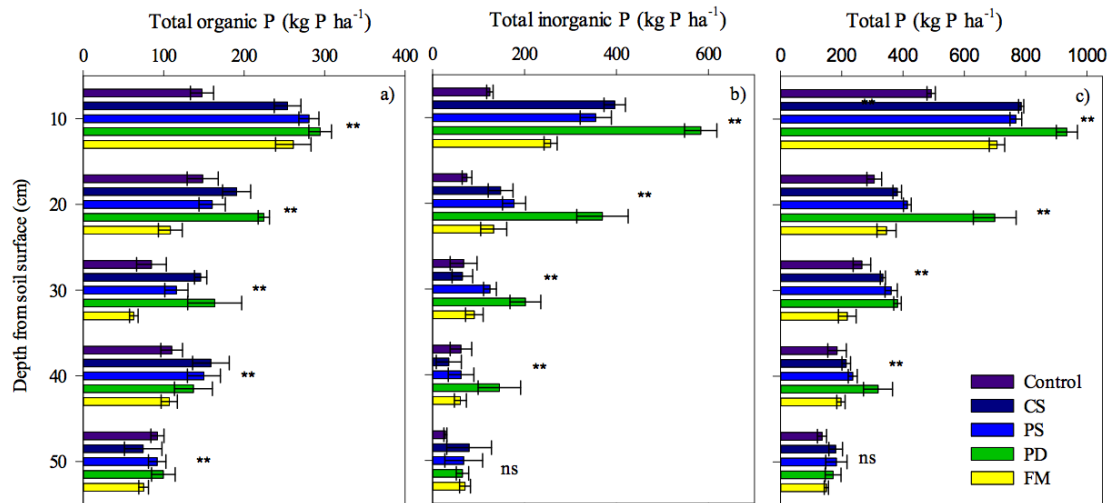 Total organic P (kg P ha-1)
Total inorganic P (kg P ha-1)
Total P (kg P ha-1)
0 100 200 300 400
0 200 400 600
0 200 400 600 800 1000
Depth from soil surface (cm)
a)
b)
c)
10 ** ** ** **
20 ** ** **
30 ** ** **
40 ** ** **
50 ** ns ns
Control
CS
PS
PD
FM